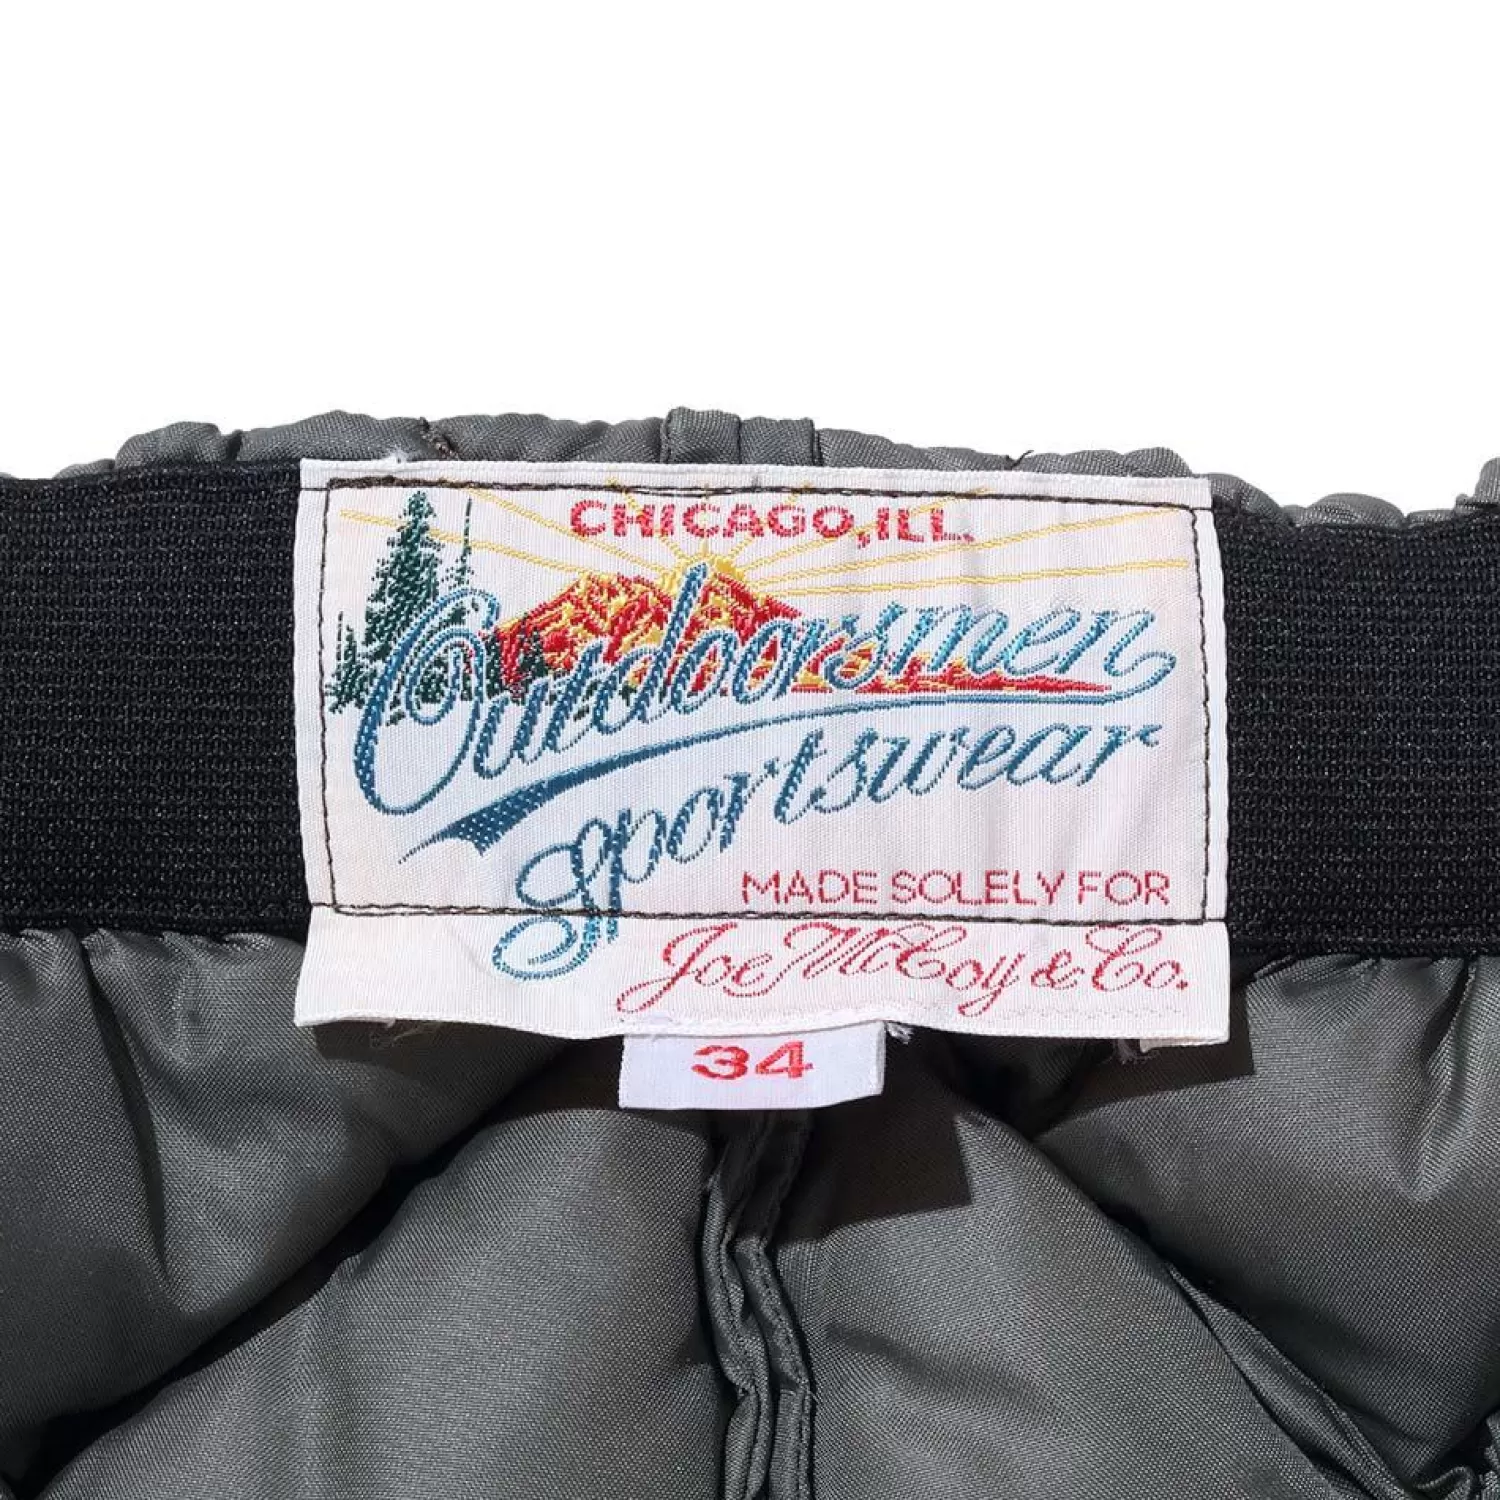 CHICAGO, ILL.
Outdoorsmen
Sportswear
MADE SOLELY FOR
Joe McCoy & Co.
34